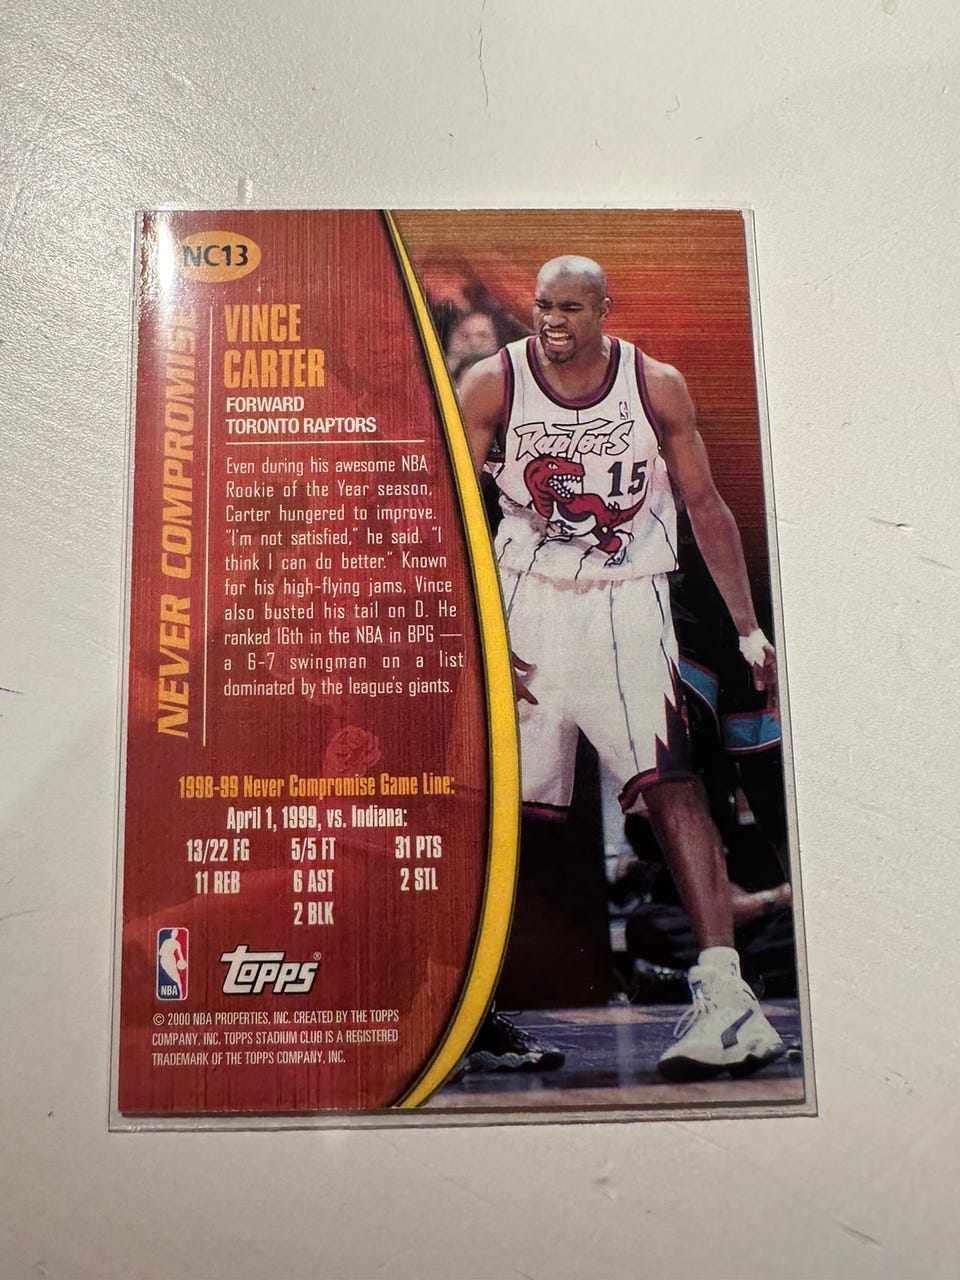 NC13
NEVER COMPROMISE
VINCE
CARTER
FORWARD
TORONTO RAPTORS
Even during his awesome NBA
Rookie of the Year season,
Carter hungered to improve.
"I'm not satisfied," he said. "I
think I can do better." Known
for his high-flying jams, Vince
also busted his tail on D. He
ranked 16th in the NBA in BPG —
a 6-7 swingman on a list
dominated by the league's giants.
1998-99 Never Compromise Game Line:
April 1, 1999, vs. Indiana:
13/22 FG 5/5 FT 31 PTS
11 REB 6 AST 2 STL
2 BLK
NBA
Topps®
© 2000 NBA PROPERTIES, INC. CREATED BY THE TOPPS
COMPANY, INC. TOPPS STADIUM CLUB IS A REGISTERED
TRADEMARK OF THE TOPPS COMPANY, INC.
RAPTORS
15